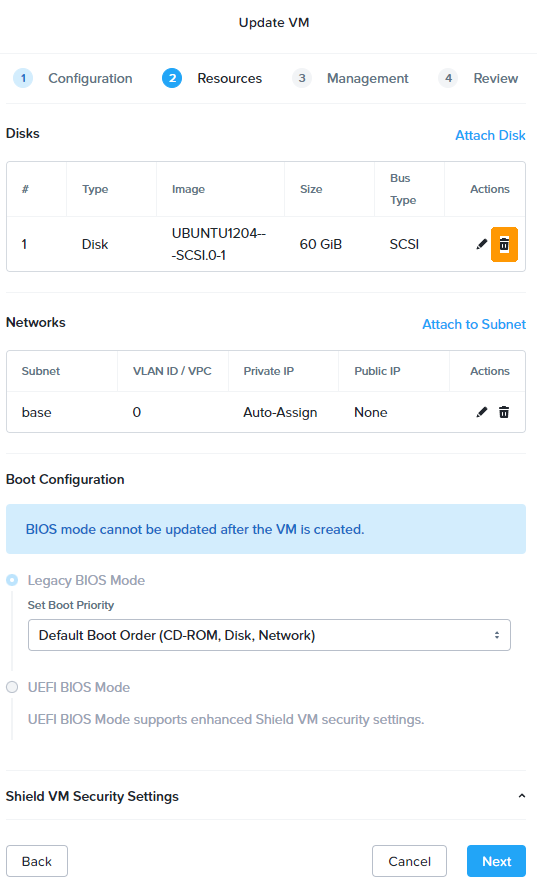 Update VM
1 Configuration 2 Resources 3 Management 4 Review
Disks Attach Disk
# Type Image Size Bus Type Actions
1 Disk UBUNTU1204--
-SCSI.0-1 60 GiB SCSI
Networks Attach to Subnet
Subnet VLAN ID / VPC Private IP Public IP Actions
base 0 Auto-Assign None
Boot Configuration
BIOS mode cannot be updated after the VM is created.
Legacy BIOS Mode
Set Boot Priority
Default Boot Order (CD-ROM, Disk, Network)
UEFI BIOS Mode
UEFI BIOS Mode supports enhanced Shield VM security settings.
Shield VM Security Settings
Back Cancel Next